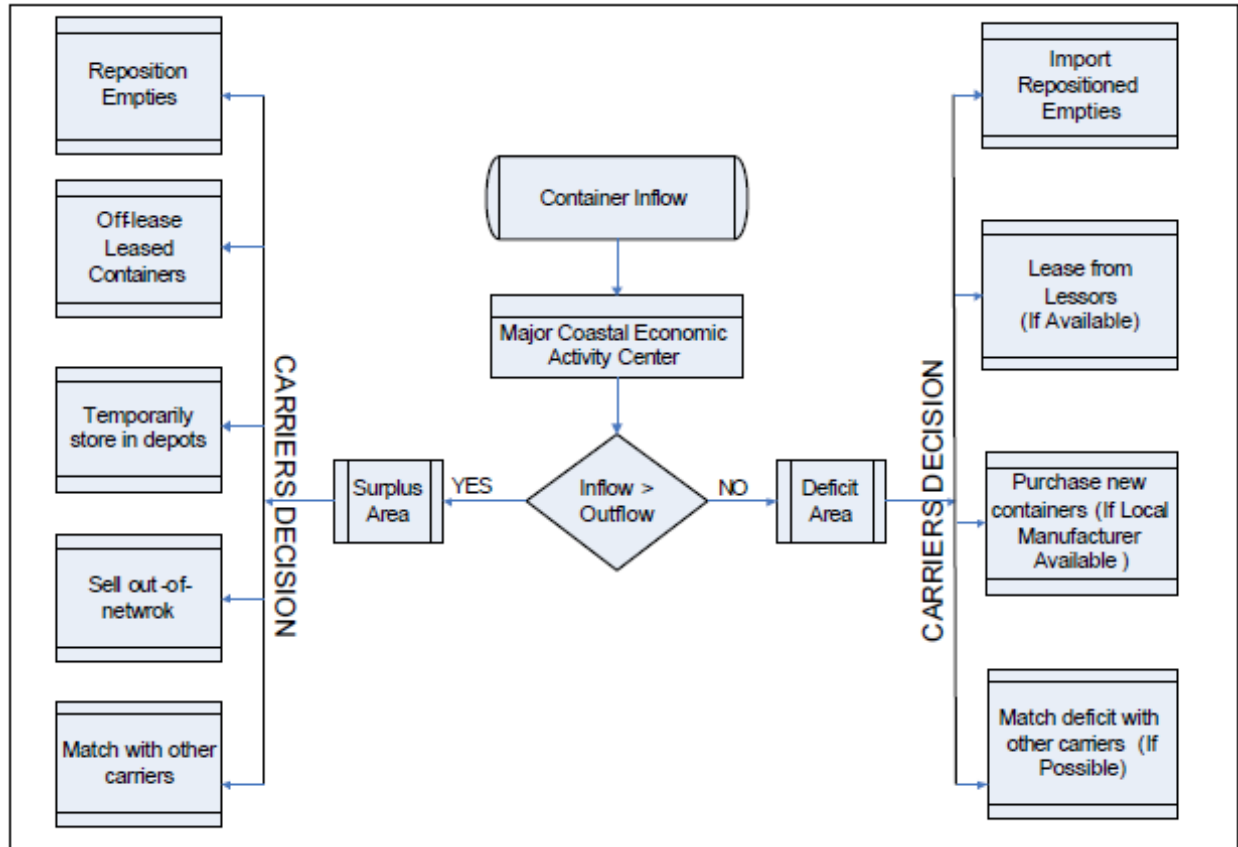 Reposition
Empties
Off-lease
Leased
Containers
Temporarily
store in depots
Sell out -of-
netwrok
Match with other
carriers
CARRIERS DECISION
Container Inflow
Major Coastal Economic
Activity Center
Surplus
Area
YES
Inflow >
Outflow
NO
Deficit
Area
CARRIERS DECISION
Import
Repositioned
Empties
Lease from
Lessors
(If Available)
Purchase new
containers (If Local
Manufacturer
Available )
Match deficit with
other carriers (If
Possible)